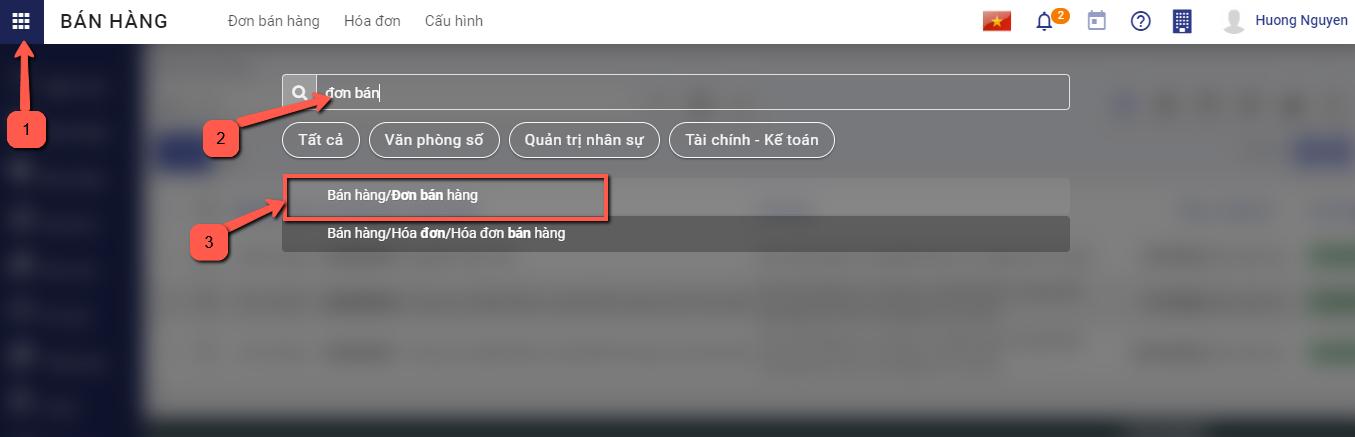 BÁN HÀNG Đơn bán hàng Hóa đơn Cấu hình 2 Huong Nguyen
1
đơn bán
2
Tất cả Văn phòng số Quản trị nhân sự Tài chính - Kế toán
Bán hàng/Đơn bán hàng
3
Bán hàng/Hóa đơn/Hóa đơn bán hàng